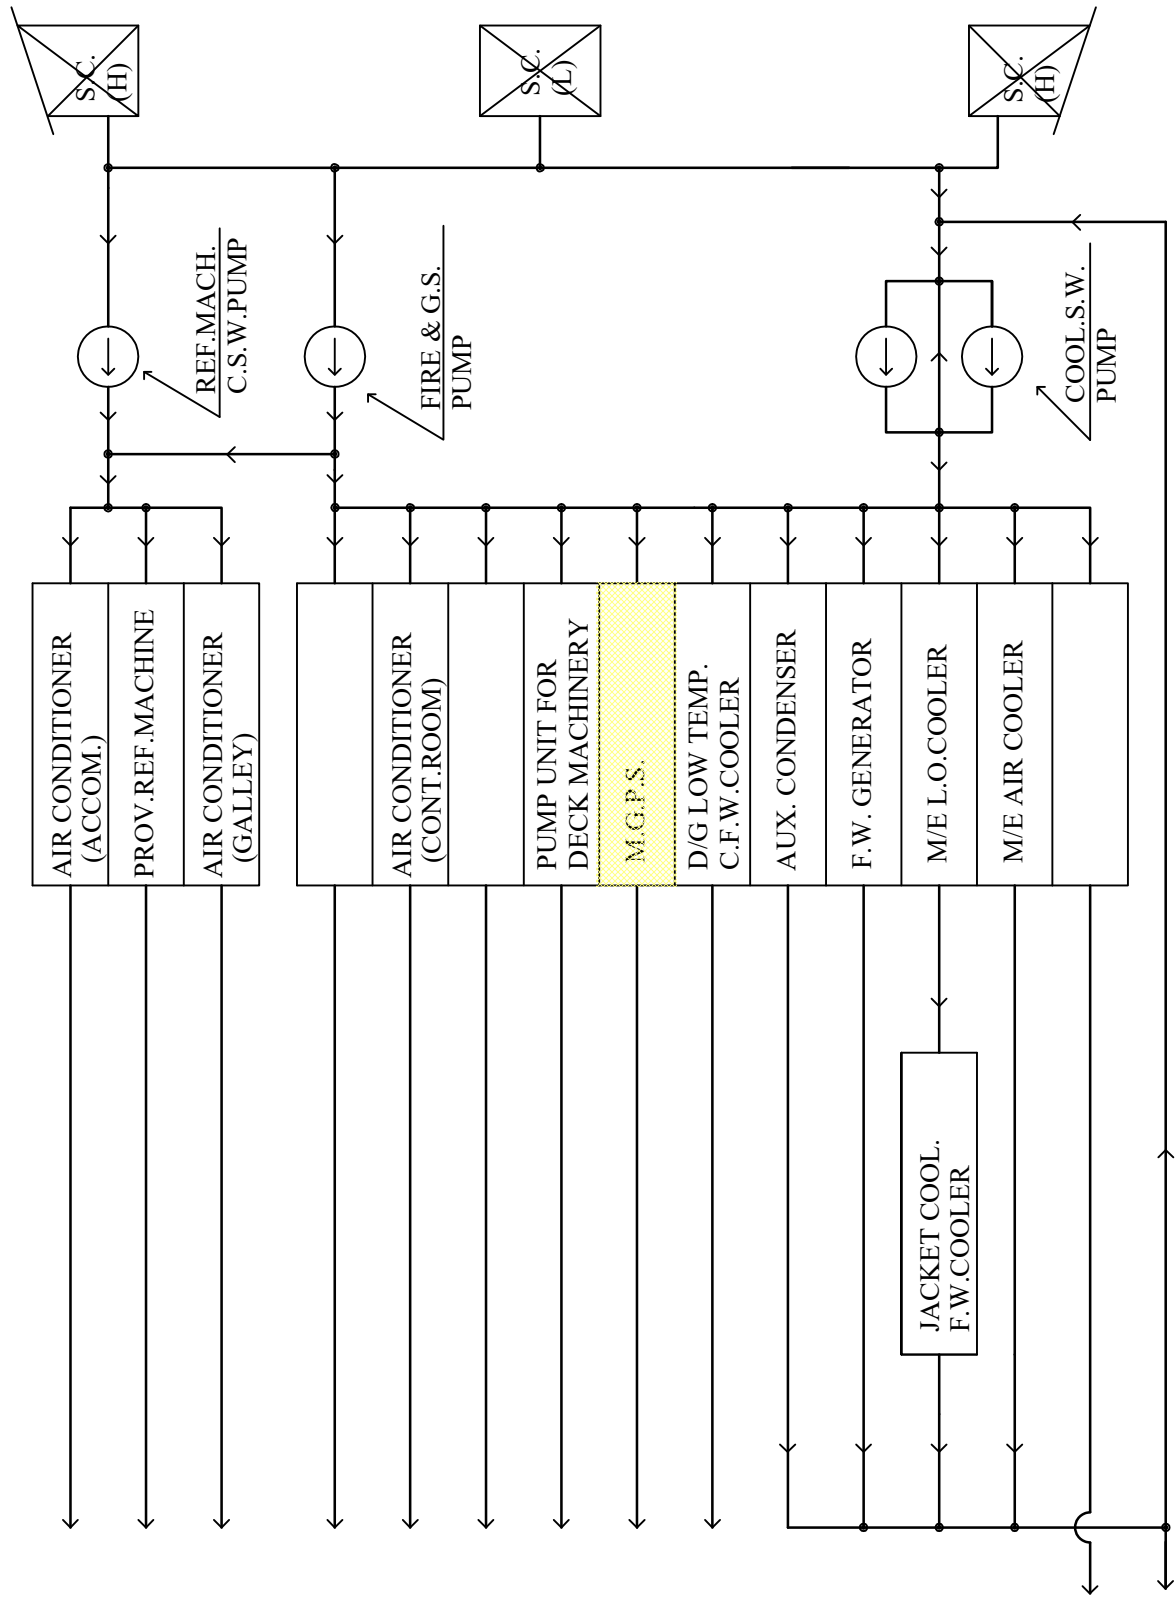 S.C.
(H)
S.C.
(L)
S.C.
(H)
REF.MACH.
C.S.W.PUMP
FIRE & G.S.
PUMP
COOL.S.W.
PUMP
AIR CONDITIONER
(ACCOM.)
PROV.REF.MACHINE
AIR CONDITIONER
(GALLEY)
AIR CONDITIONER
(CONT.ROOM)
PUMP UNIT FOR
DECK MACHINERY
M.G.P.S.
D/G LOW TEMP.
C.F.W.COOLER
AUX. CONDENSER
F.W. GENERATOR
M/E L.O.COOLER
M/E AIR COOLER
JACKET COOL.
F.W.COOLER